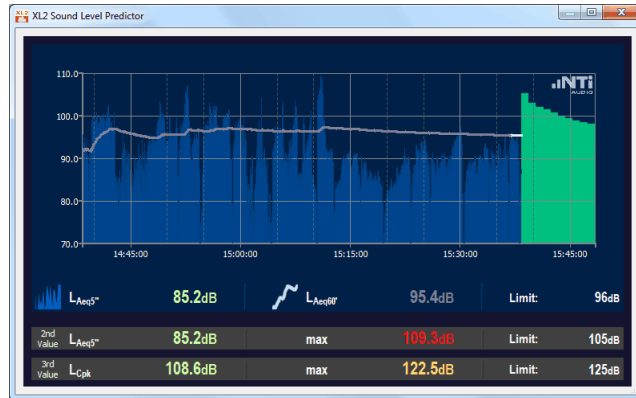 XL2 Sound Level Predictor
110.0
NTi
AUDIO
100.0
90.0
80.0
70.0
14:45:00 15:00:00 15:15:00 15:30:00 15:45:00
LAeq5" 85.2dB LAeq60' 95.4dB Limit: 96dB
2nd Value LAeq5" 85.2dB max 109.3dB Limit: 105dB
3rd Value LCpk 108.6dB max 122.5dB Limit: 125dB